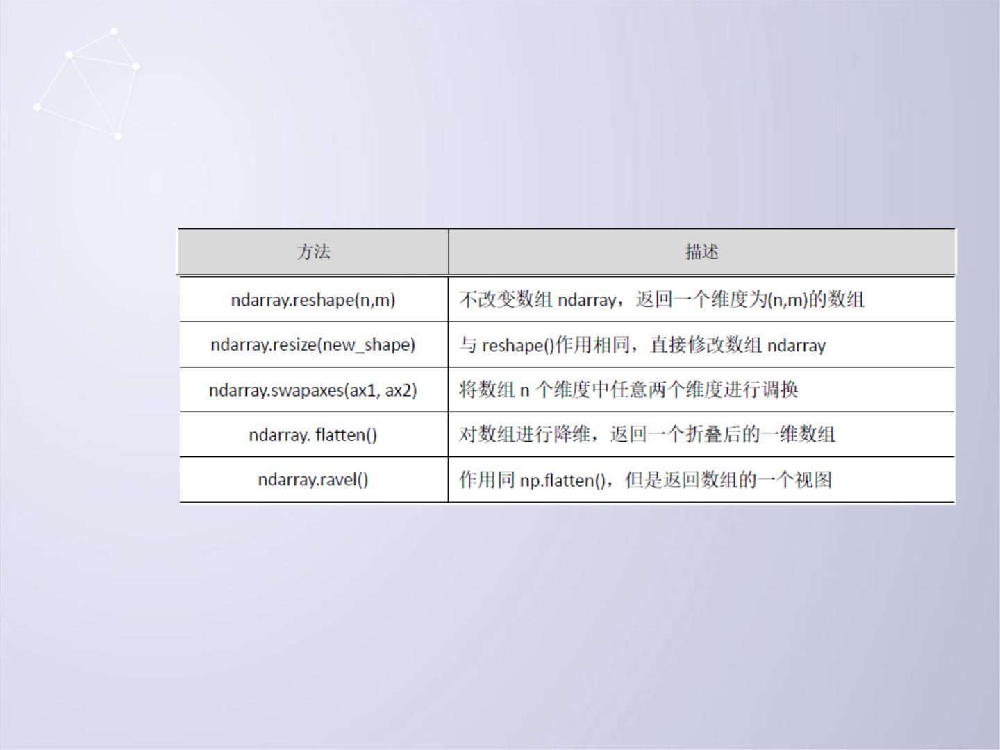 方法 描述
ndarray.reshape(n,m) 不改变数组 ndarray，返回一个维度为(n,m)的数组
ndarray.resize(new_shape) 与 reshape()作用相同，直接修改数组 ndarray
ndarray.swapaxes(ax1, ax2) 将数组 n 个维度中任意两个维度进行调换
ndarray. flatten() 对数组进行降维，返回一个折叠后的一维数组
ndarray.ravel() 作用同 np.flatten()，但是返回数组的一个视图